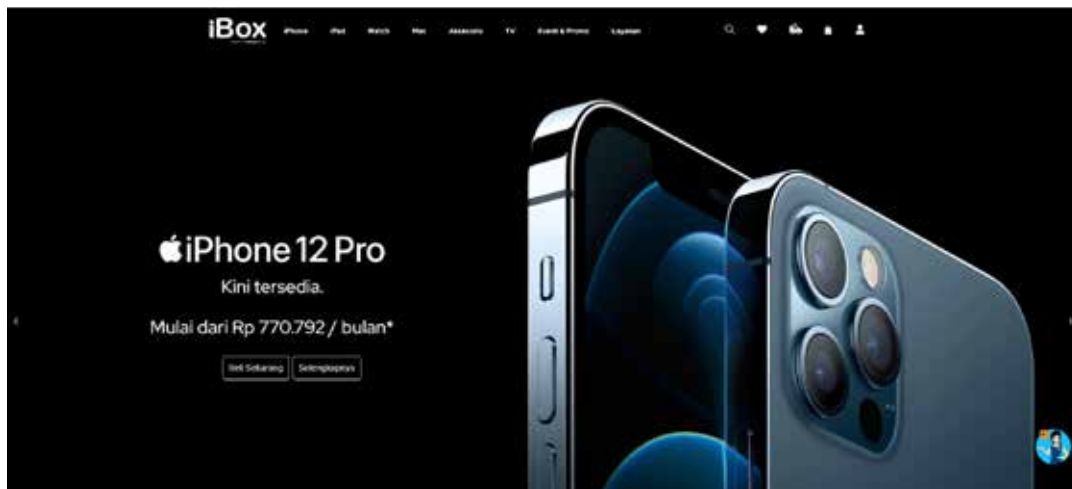 iBox
iPhone iPad Watch Mac Aksesoris TV Event & Promo Layanan
iPhone 12 Pro
Kini tersedia.
Mulai dari Rp 770.792 / bulan*
Beli Sekarang Selengkapnya